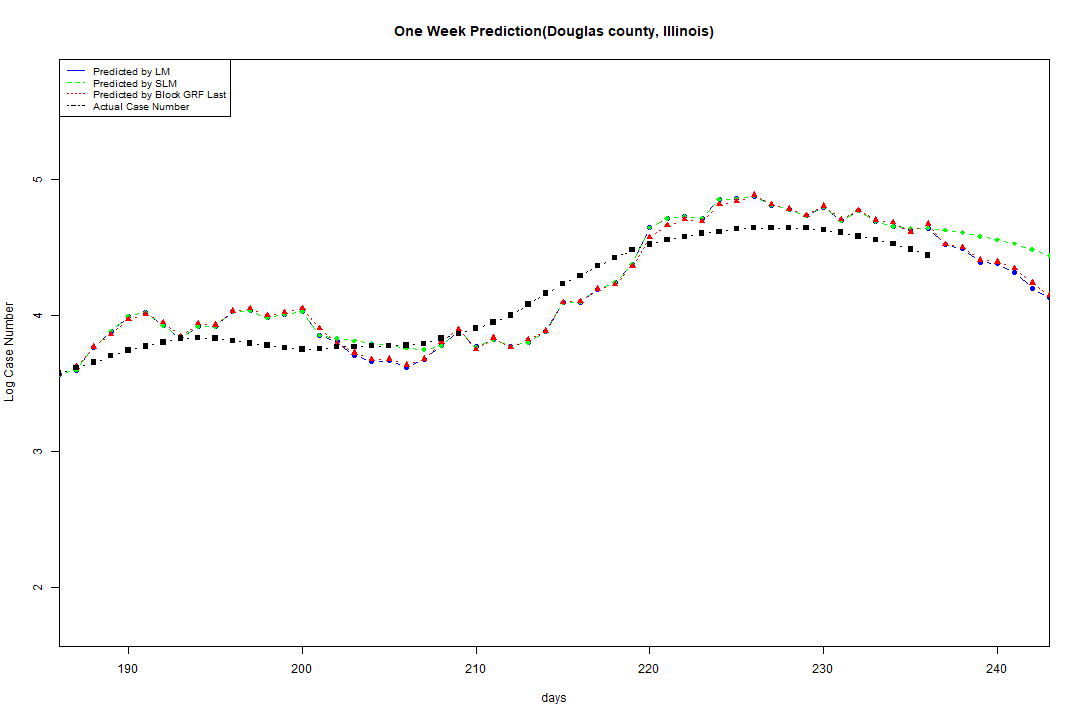 One Week Prediction(Douglas county, Illinois)
Predicted by LM
Predicted by SLM
Predicted by Block GRF Last
Actual Case Number
5
4
3
2
Log Case Number
190 200 210 220 230 240
days